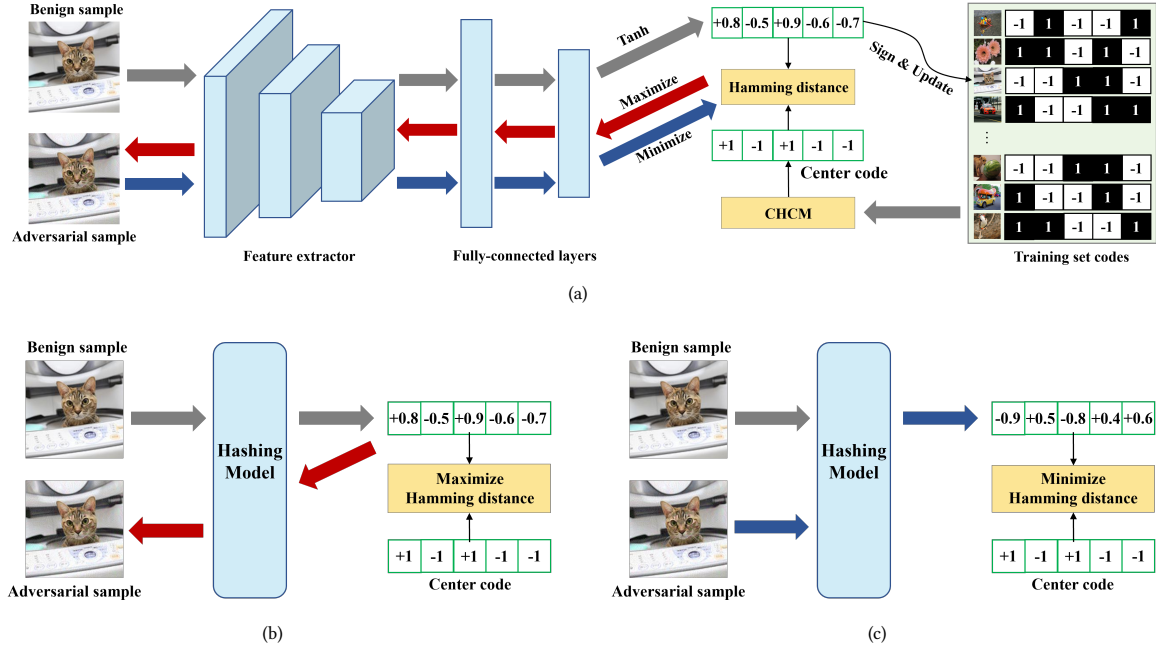 Benign sample
Adversarial sample
Feature extractor
Fully-connected layers
Tanh
Maximize
Minimize
+0.8 -0.5 +0.9 -0.6 -0.7
Hamming distance
+1 -1 +1 -1 -1
Center code
CHCM
Sign & Update
-1 1 -1 -1 1
1 1 -1 1 -1
-1 -1 1 1 -1
1 -1 -1 1 1
⋮
-1 -1 1 1 -1
1 -1 -1 1 -1
1 1 -1 -1 1
Training set codes
(a)
Benign sample
Adversarial sample
Hashing
Model
+0.8 -0.5 +0.9 -0.6 -0.7
Maximize
Hamming distance
+1 -1 +1 -1 -1
Center code
(b)
Benign sample
Adversarial sample
Hashing
Model
-0.9 +0.5 -0.8 +0.4 +0.6
Minimize
Hamming distance
+1 -1 +1 -1 -1
Center code
(c)